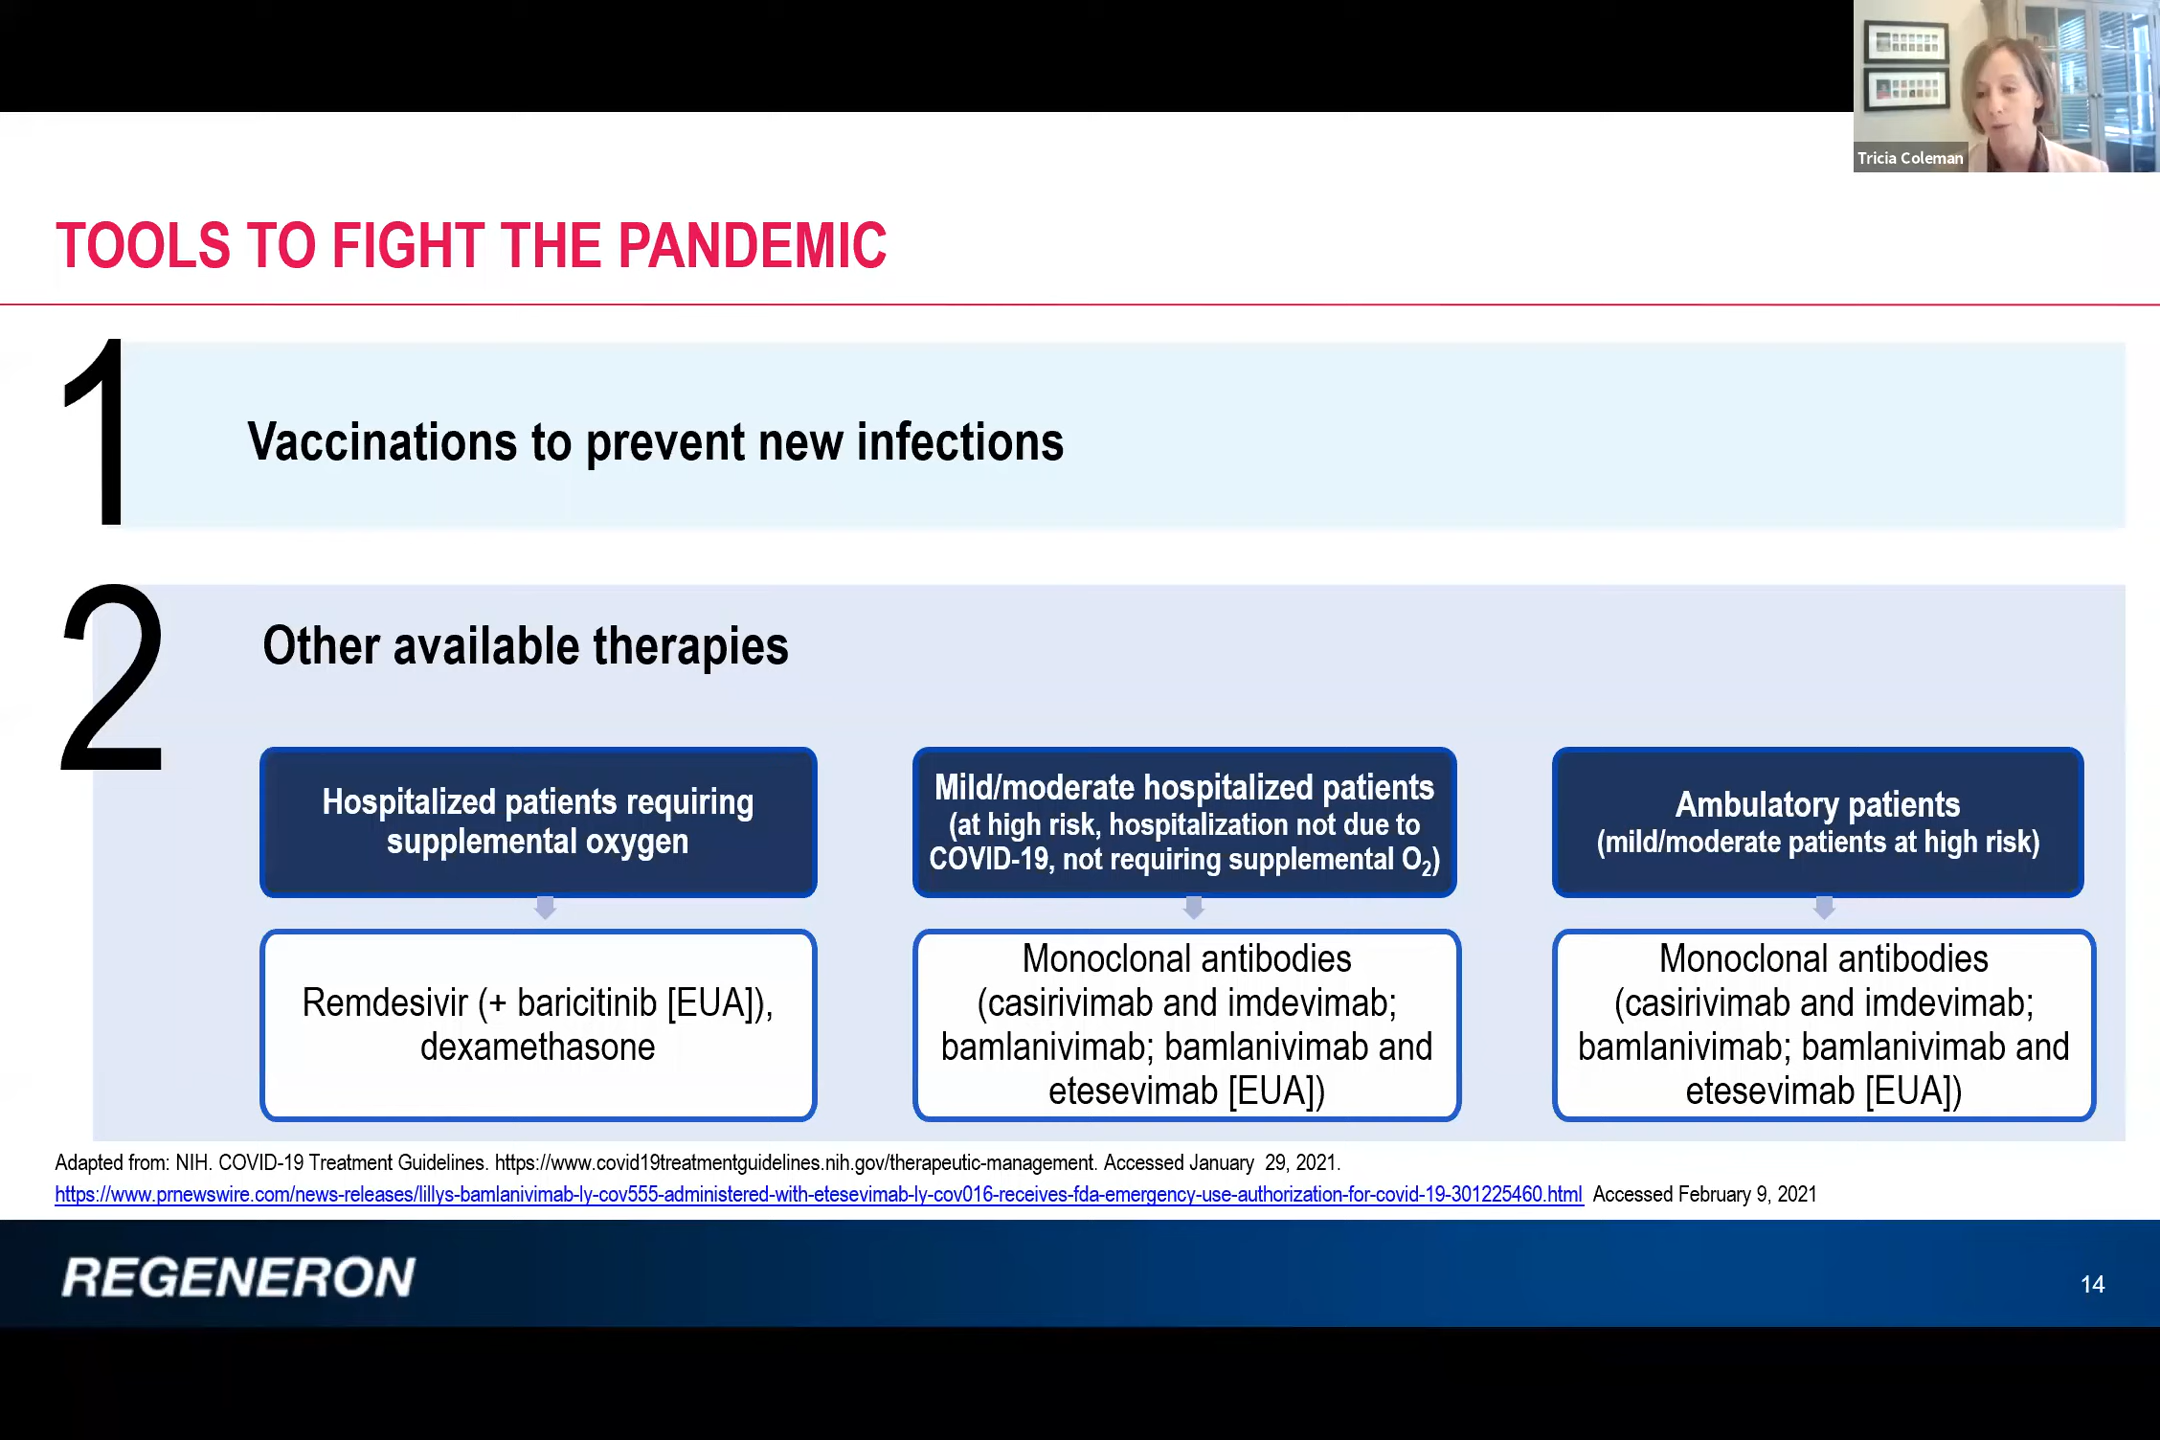 Tricia Coleman
TOOLS TO FIGHT THE PANDEMIC
1
Vaccinations to prevent new infections
2
Other available therapies
Hospitalized patients requiring
supplemental oxygen
Remdesivir (+ baricitinib [EUA]),
dexamethasone
Mild/moderate hospitalized patients
(at high risk, hospitalization not due to
COVID-19, not requiring supplemental O₂)
Monoclonal antibodies
(casirivimab and imdevimab;
bamlanivimab; bamlanivimab and
etesevimab [EUA])
Ambulatory patients
(mild/moderate patients at high risk)
Monoclonal antibodies
(casirivimab and imdevimab;
bamlanivimab; bamlanivimab and
etesevimab [EUA])
Adapted from: NIH. COVID-19 Treatment Guidelines. https://www.covid19treatmentguidelines.nih.gov/therapeutic-management. Accessed January 29, 2021.
https://www.prnewswire.com/news-releases/lillys-bamlanivimab-ly-cov555-administered-with-etesevimab-ly-cov016-receives-fda-emergency-use-authorization-for-covid-19-301225460.html Accessed February 9, 2021
REGENERON
14